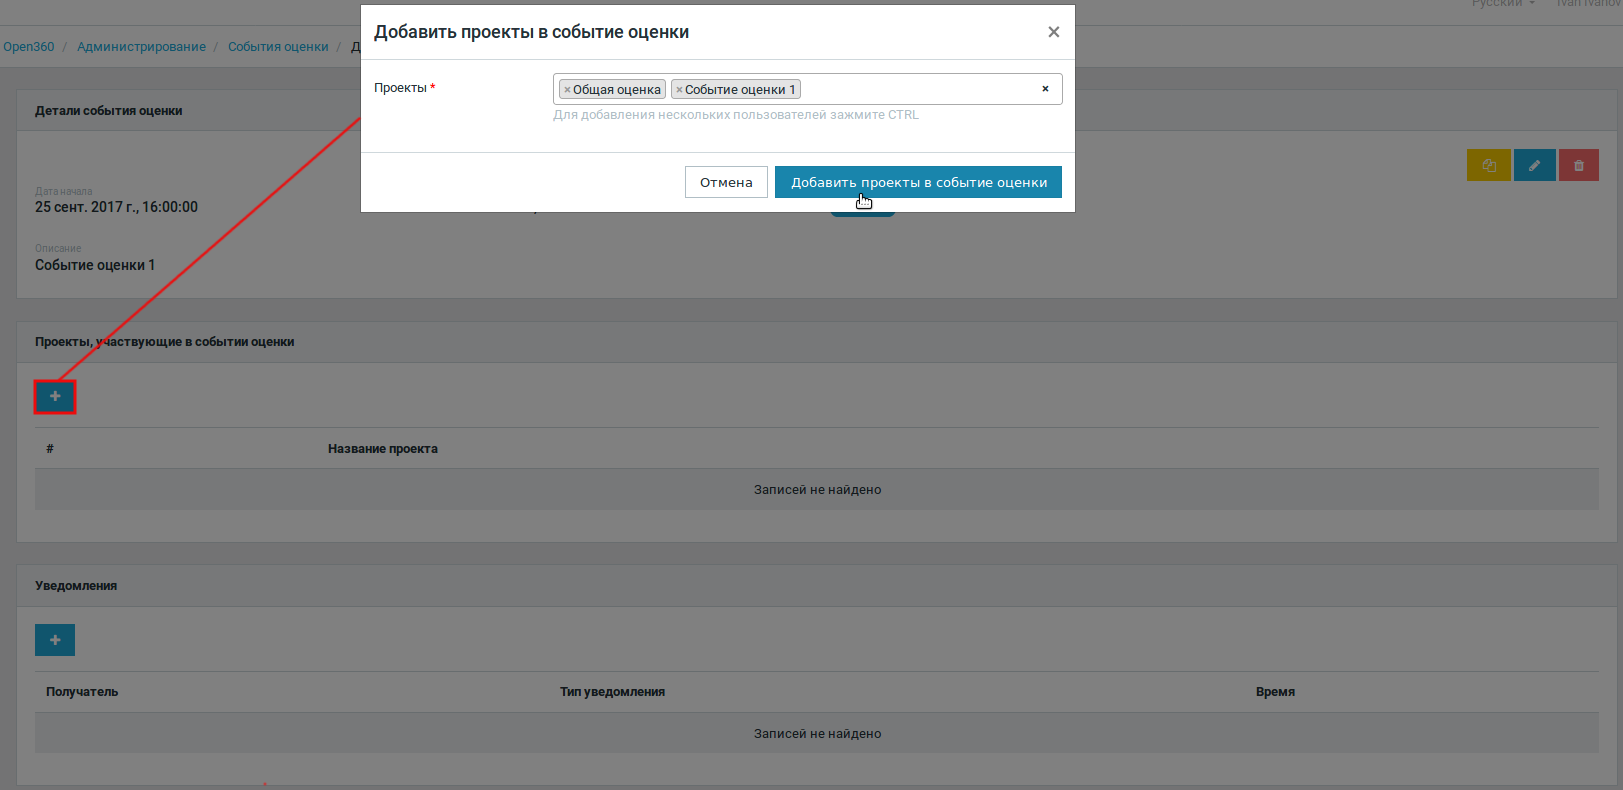 Русский
Ivan Ivanov
Open360 / Администрирование / События оценки / Д
Добавить проекты в событие оценки ×
Проекты * ×Общая оценка ×Событие оценки 1 ×
Для добавления нескольких пользователей зажмите CTRL
Отмена Добавить проекты в событие оценки
Детали события оценки
Дата начала
25 сент. 2017 г., 16:00:00
Описание
Событие оценки 1
Проекты, участвующие в событии оценки
+
# Название проекта
Записей не найдено
Уведомления
+
Получатель Тип уведомления Время
Записей не найдено